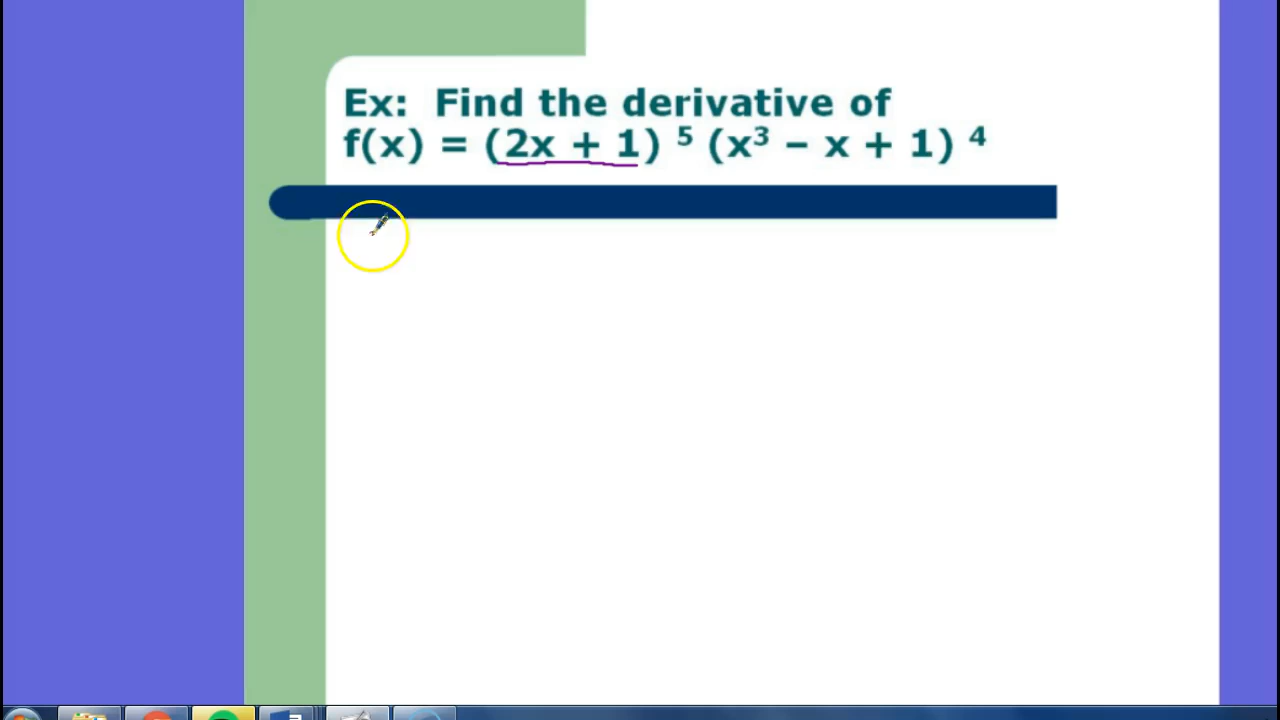 Ex: Find the derivative of
f(x) = (2x + 1) ⁵ (x³ – x + 1) ⁴